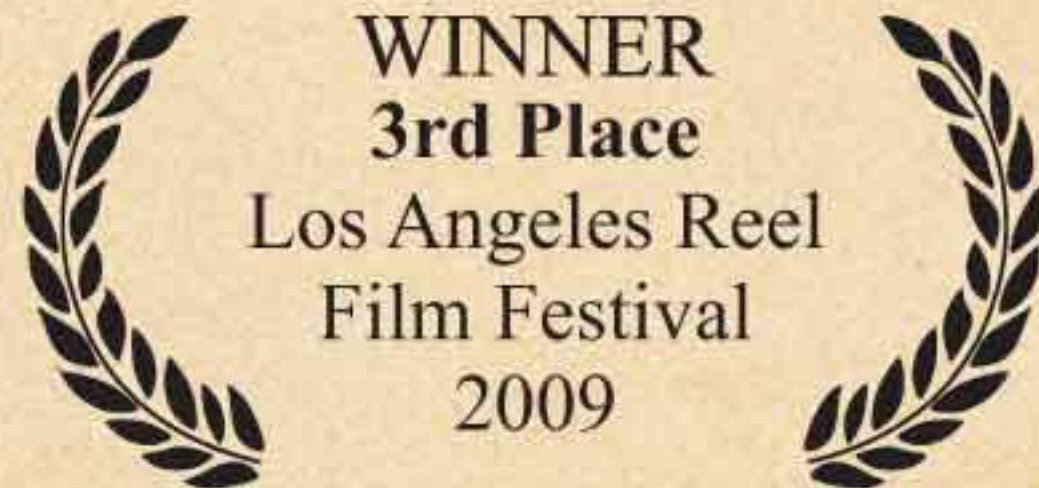 WINNER
3rd Place
Los Angeles Reel
Film Festival
2009